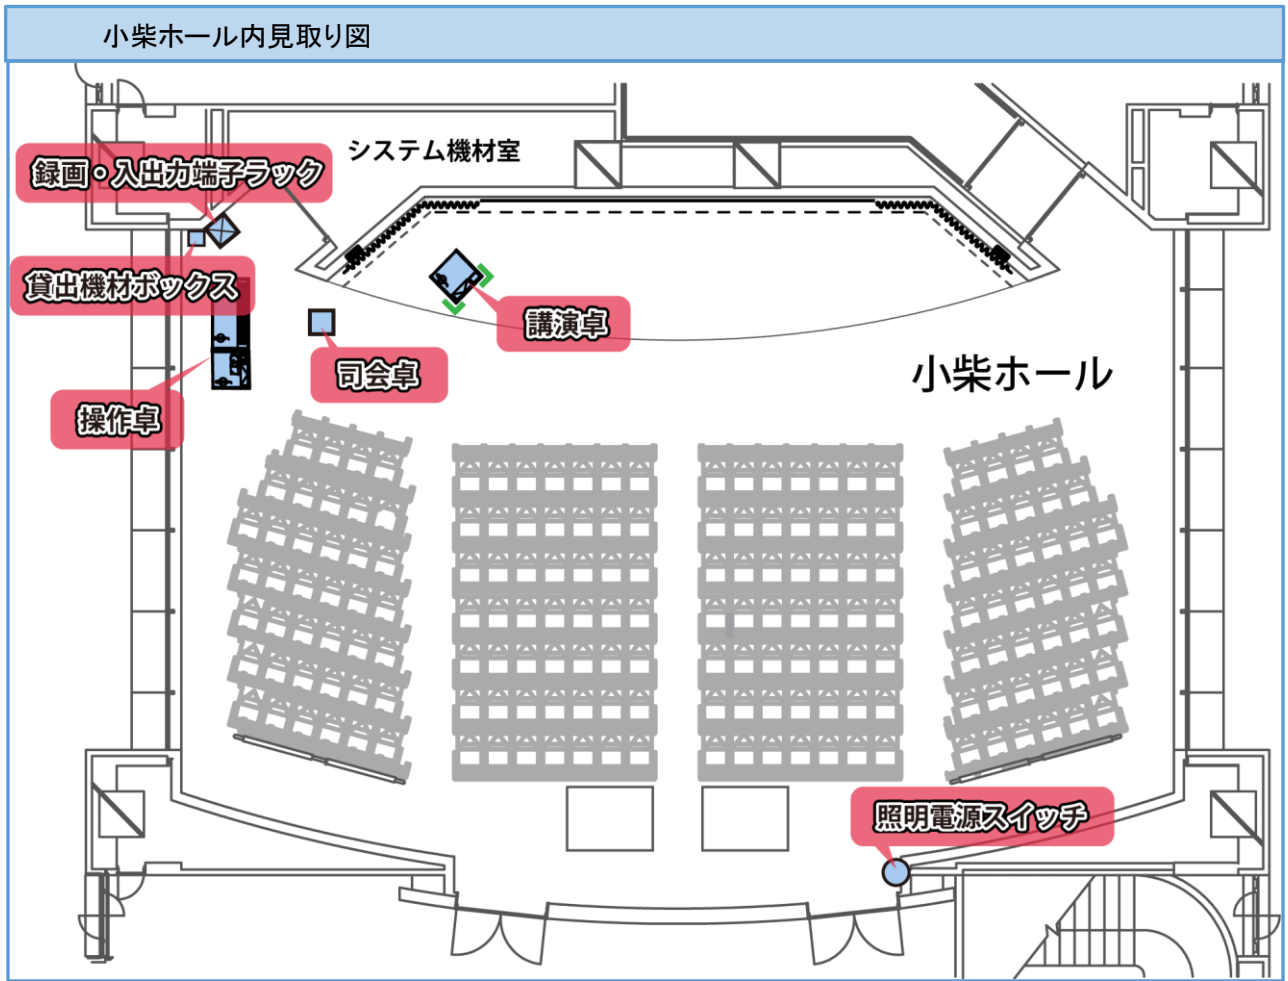 小柴ホール内見取り図
システム機材室
録画・入出力端子ラック
貸出機材ボックス
講演卓
司会卓
小柴ホール
操作卓
照明電源スイッチ